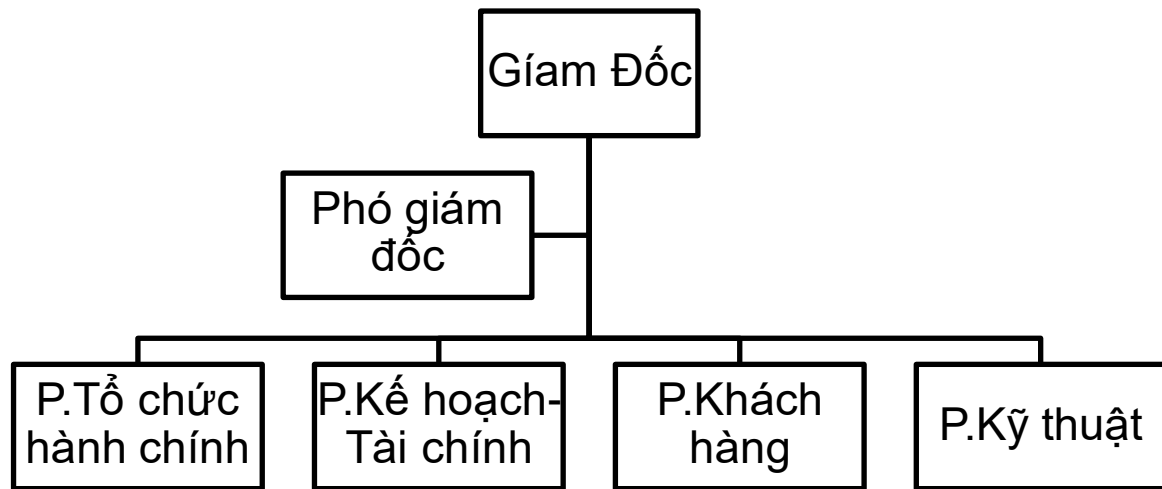 Gíam Đốc
Phó giám
đốc
P.Tổ chức
hành chính
P.Kế hoạch-
Tài chính
P.Khách
hàng
P.Kỹ thuật